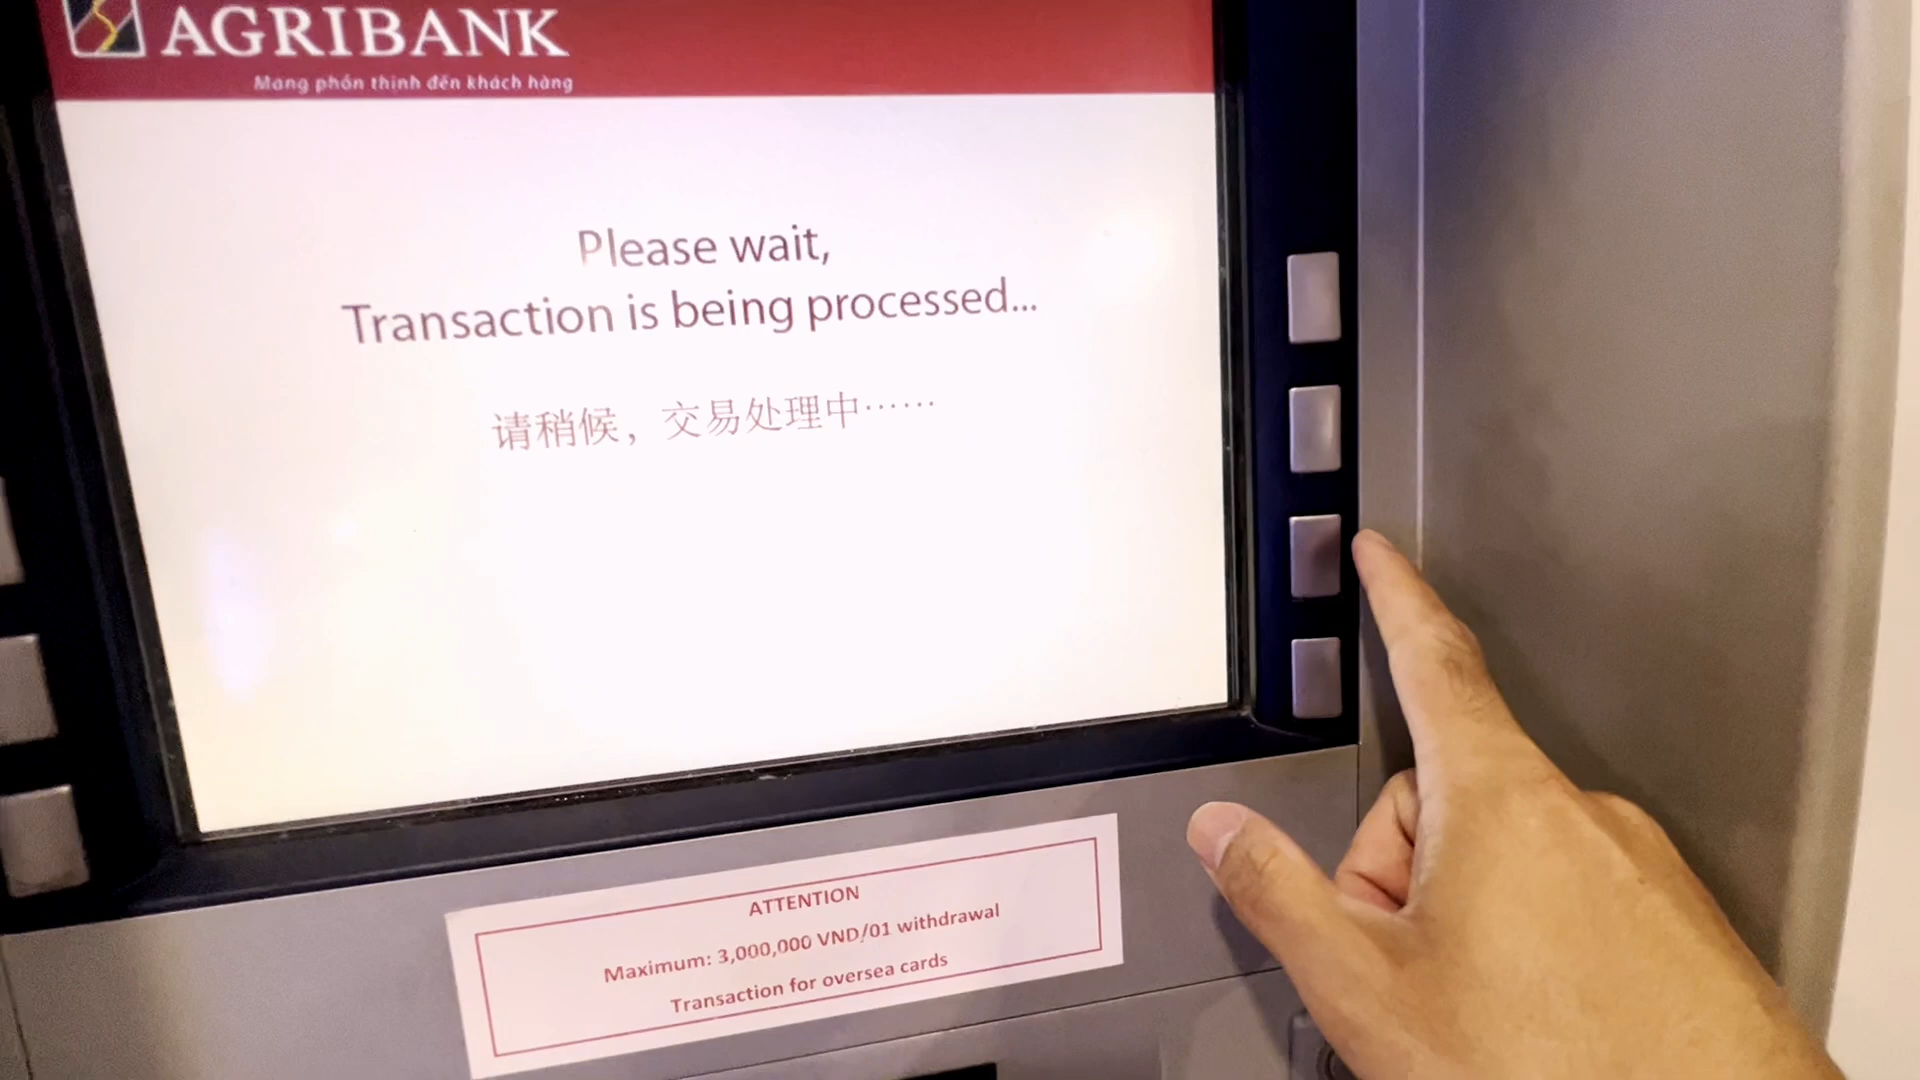 AGRIBANK
Mang phồn thịnh đến khách hàng
Please wait,
Transaction is being processed...
请稍候，交易处理中……
ATTENTION
Maximum: 3,000,000 VND/01 withdrawal
Transaction for oversea cards